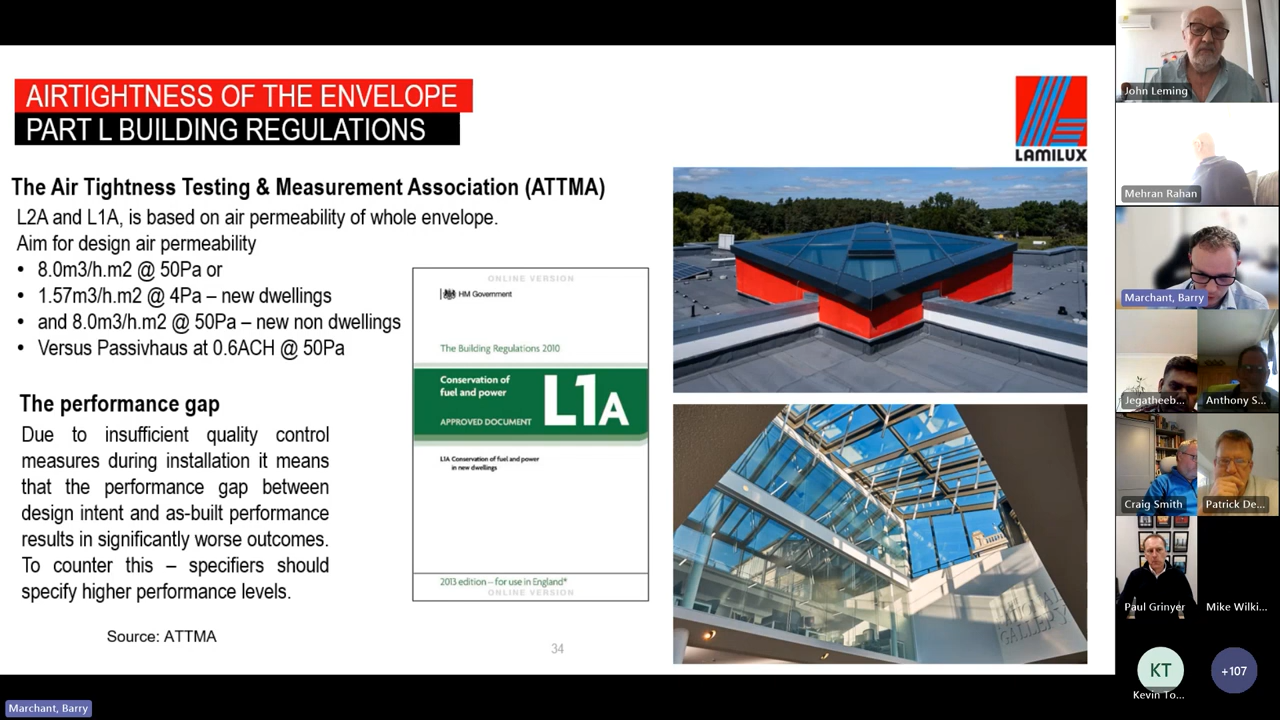 AIRTIGHTNESS OF THE ENVELOPE
PART L BUILDING REGULATIONS
LAMILUX
The Air Tightness Testing & Measurement Association (ATTMA)
L2A and L1A, is based on air permeability of whole envelope.
Aim for design air permeability
• 8.0m3/h.m2 @ 50Pa or
• 1.57m3/h.m2 @ 4Pa – new dwellings
• and 8.0m3/h.m2 @ 50Pa – new non dwellings
• Versus Passivhaus at 0.6ACH @ 50Pa
The performance gap
Due to insufficient quality control
measures during installation it means
that the performance gap between
design intent and as-built performance
results in significantly worse outcomes.
To counter this – specifiers should
specify higher performance levels.
Source: ATTMA
ONLINE VERSION
HM Government
The Building Regulations 2010
Conservation of
fuel and power
L1A
APPROVED DOCUMENT
L1A Conservation of fuel and power
in new dwellings
2013 edition – for use in England*
ONLINE VERSION
NATIONAL
GALLERY
34
John Leming
Mehran Rahan
Marchant, Barry
Jegatheeb...
Anthony S...
Craig Smith
Patrick De...
Paul Grinyer
Mike Wilki...
KT
Kevin To...
+107
Marchant, Barry